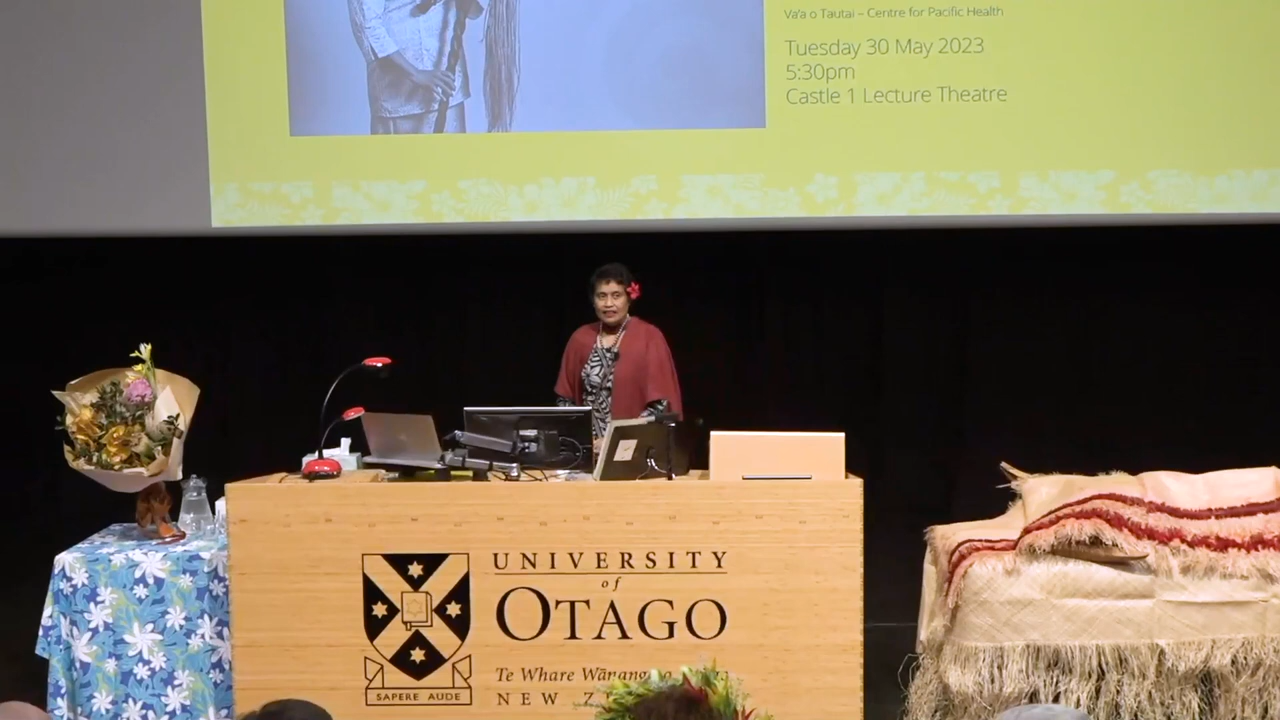 Va'a o Tautai – Centre for Pacific Health
Tuesday 30 May 2023
5:30pm
Castle 1 Lecture Theatre
UNIVERSITY
of
OTAGO
Te Whare Wānanga o
NEW
SAPERE AUDE